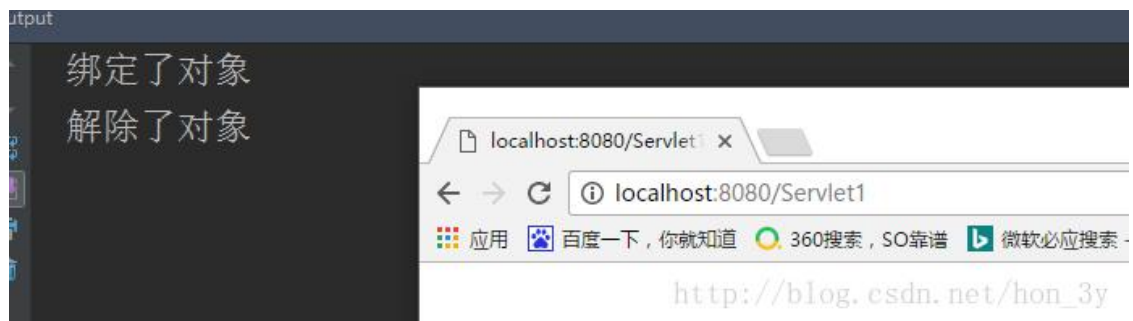 utput
绑定了对象
解除了对象
localhost:8080/Servlet1
localhost:8080/Servlet1
应用 百度一下，你就知道 360搜索，SO靠谱 微软必应搜索 -
http://blog.csdn.net/hon_3y